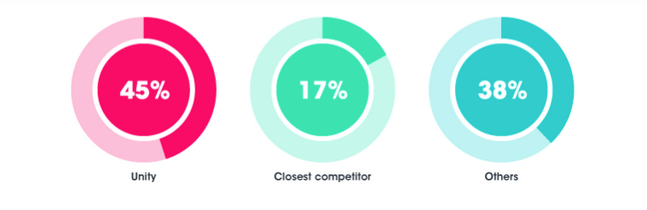 45%
17%
38%
Unity
Closest competitor
Others